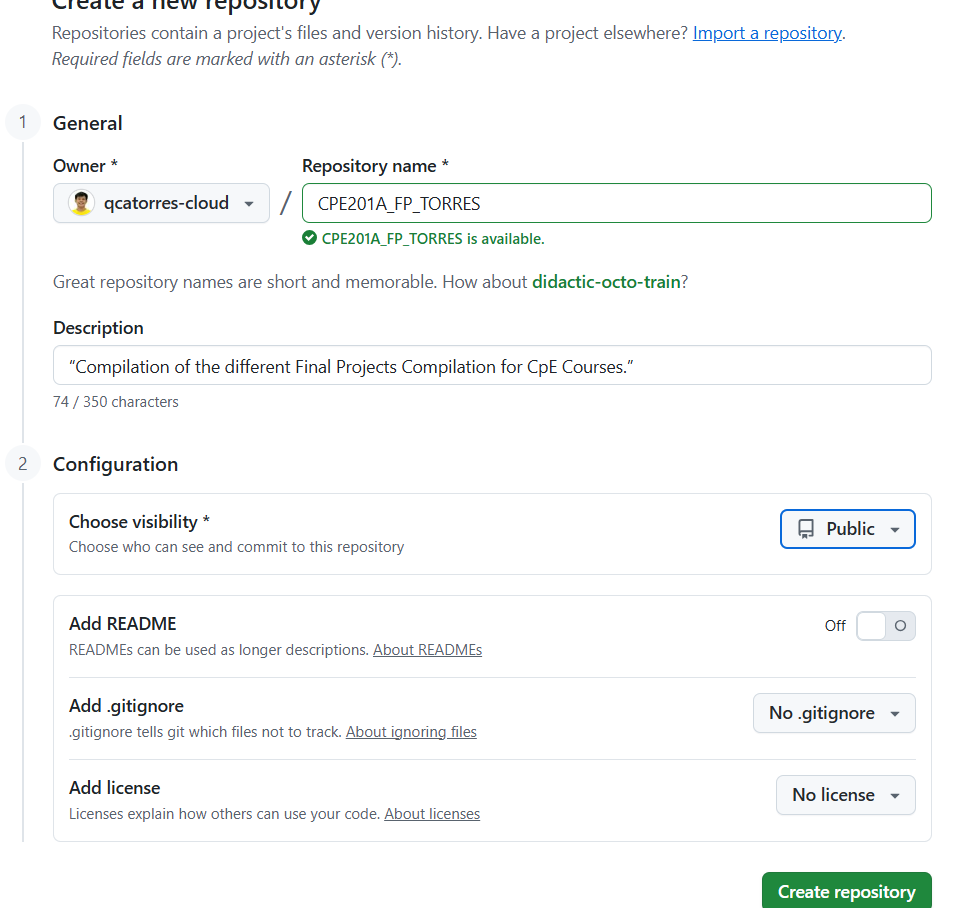 Create a new repository
Repositories contain a project's files and version history. Have a project elsewhere? Import a repository.
Required fields are marked with an asterisk (*).
1 General
Owner * Repository name *
qcatorres-cloud / CPE201A_FP_TORRES
CPE201A_FP_TORRES is available.
Great repository names are short and memorable. How about didactic-octo-train?
Description
“Compilation of the different Final Projects Compilation for CpE Courses.”
74 / 350 characters
2 Configuration
Choose visibility * Public
Choose who can see and commit to this repository
Add README Off
READMEs can be used as longer descriptions. About READMEs
Add .gitignore No .gitignore
.gitignore tells git which files not to track. About ignoring files
Add license No license
Licenses explain how others can use your code. About licenses
Create repository